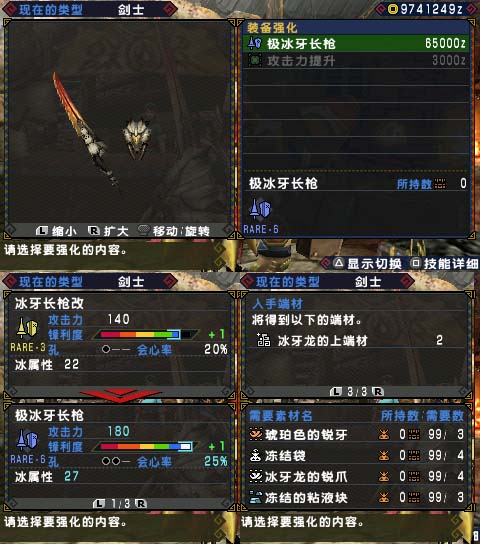 现在的类型 剑士
9741249z
装备强化
极冰牙长枪 65000z
攻击力提升 3000z
极冰牙长枪 所持数 0
RARE-6
L 缩小 R 扩大 移动/旋转
请选择要强化的内容。
△ 显示切换 □ 技能详细
现在的类型 剑士
冰牙长枪改
攻击力 140
锋利度 +1
RARE-3 孔 ○-- 会心率 20%
冰属性 22
极冰牙长枪
攻击力 180
锋利度 +1
RARE-6 孔 ○○- 会心率 25%
冰属性 27
L 1/3 R
请选择要强化的内容。
现在的类型 剑士
入手端材
将得到以下的端材。
冰牙龙的上端材 2
L 3/3 R
需要素材名 所持数 需要数
琥珀色的锐牙 0 99/ 3
冻结袋 0 99/ 4
冰牙龙的锐爪 0 99/ 4
冻结的粘液块 0 99/ 3
请选择要强化的内容。